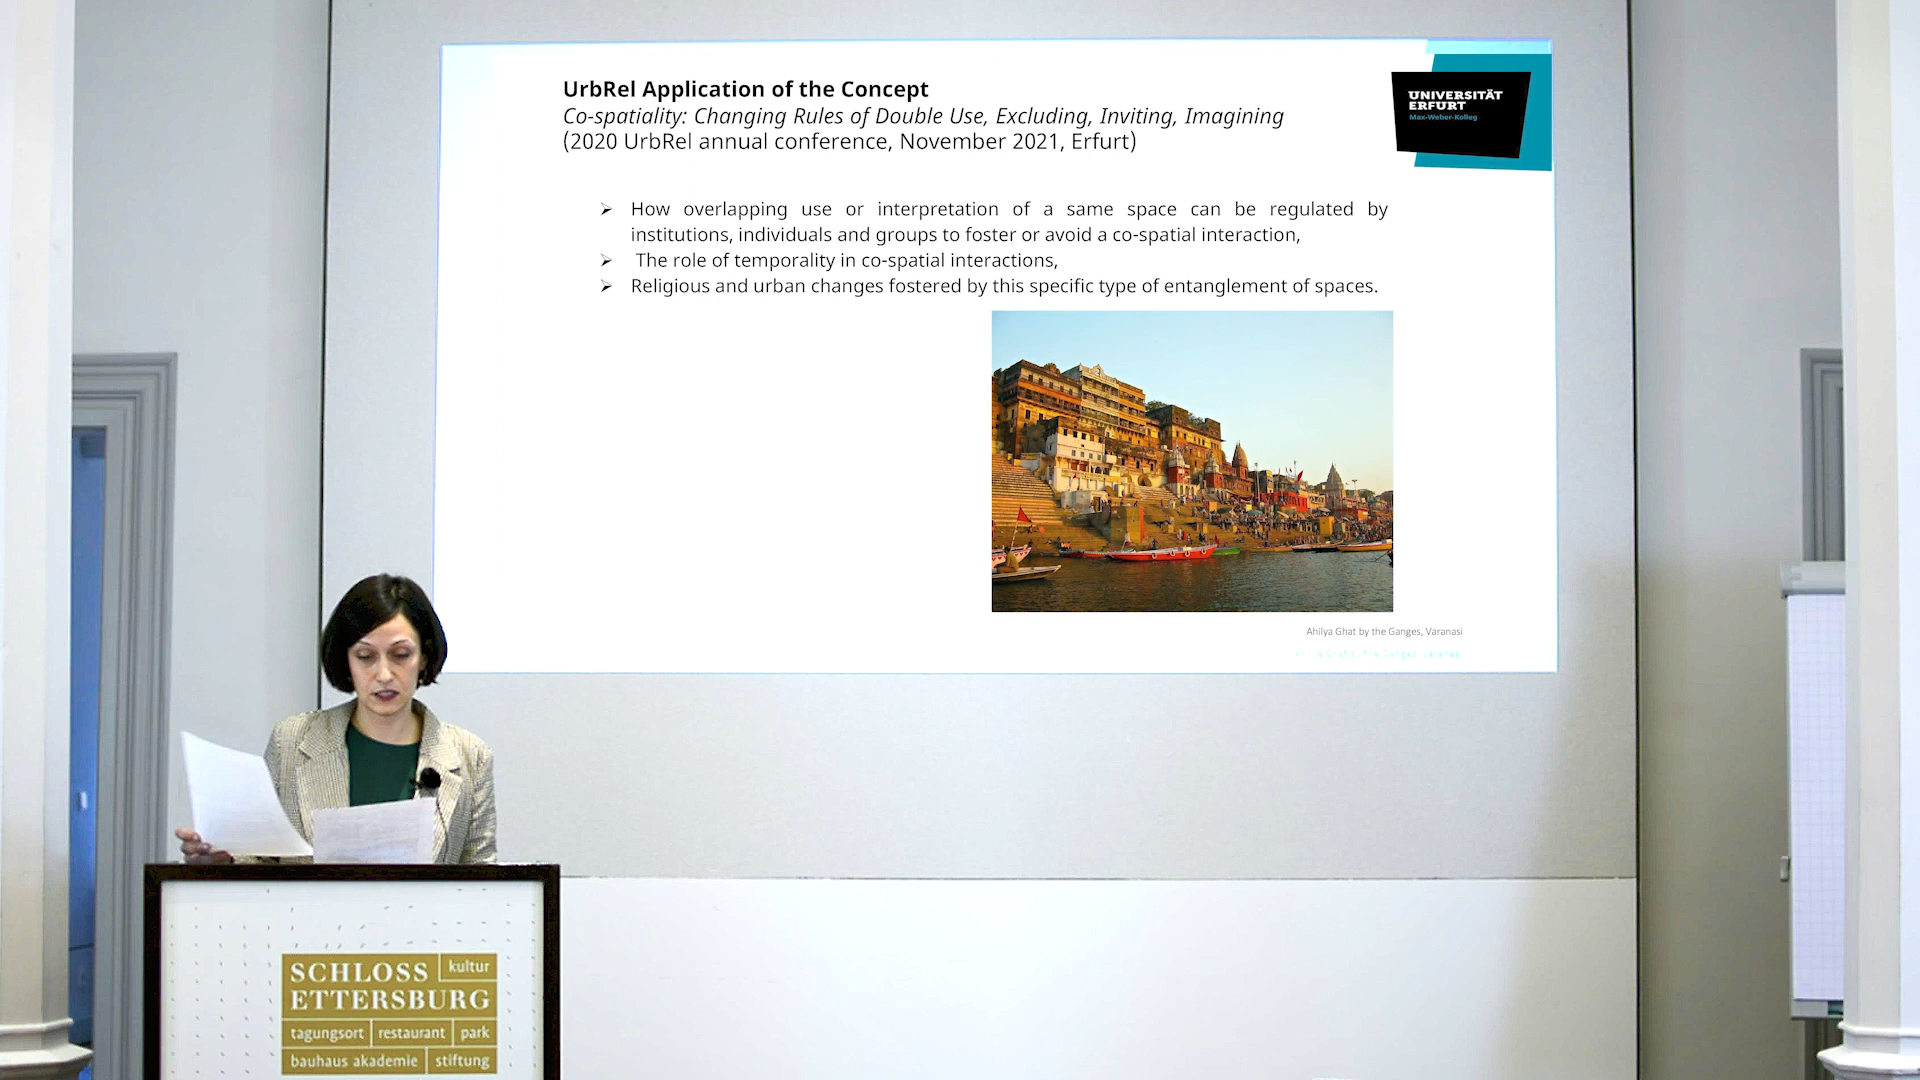 UrbRel Application of the Concept
Co-spatiality: Changing Rules of Double Use, Excluding, Inviting, Imagining
(2020 UrbRel annual conference, November 2021, Erfurt)
UNIVERSITÄT
ERFURT
Max-Weber-Kolleg
➢ How overlapping use or interpretation of a same space can be regulated by
institutions, individuals and groups to foster or avoid a co-spatial interaction,
➢ The role of temporality in co-spatial interactions,
➢ Religious and urban changes fostered by this specific type of entanglement of spaces.
Ahilya Ghat by the Ganges, Varanasi
SCHLOSS kultur
ETTERSBURG
tagungsort restaurant park
bauhaus akademie stiftung